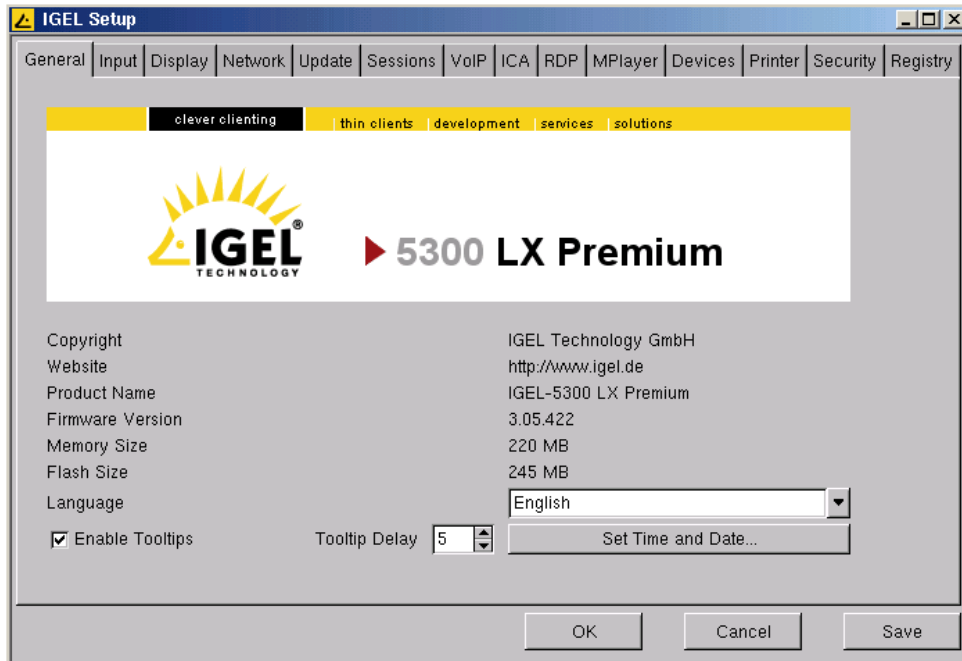 IGEL Setup
General Input Display Network Update Sessions VoIP ICA RDP MPlayer Devices Printer Security Registry
clever clienting thin clients development services solutions
IGEL®
TECHNOLOGY
5300 LX Premium
Copyright IGEL Technology GmbH
Website http://www.igel.de
Product Name IGEL-5300 LX Premium
Firmware Version 3.05.422
Memory Size 220 MB
Flash Size 245 MB
Language English
Enable Tooltips Tooltip Delay 5 Set Time and Date...
OK Cancel Save